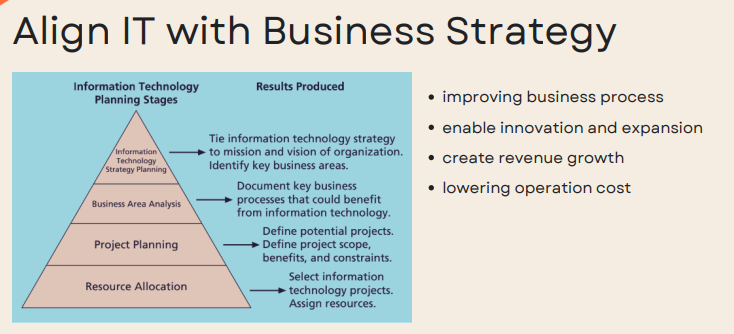 Align IT with Business Strategy
Information Technology
Planning Stages
Results Produced
Information
Technology
Strategy Planning
Tie information technology strategy
to mission and vision of organization.
Identify key business areas.
Business Area Analysis
Document key business
processes that could benefit
from information technology.
Project Planning
Define potential projects.
Define project scope,
benefits, and constraints.
Resource Allocation
Select information
technology projects.
Assign resources.
• improving business process
• enable innovation and expansion
• create revenue growth
• lowering operation cost